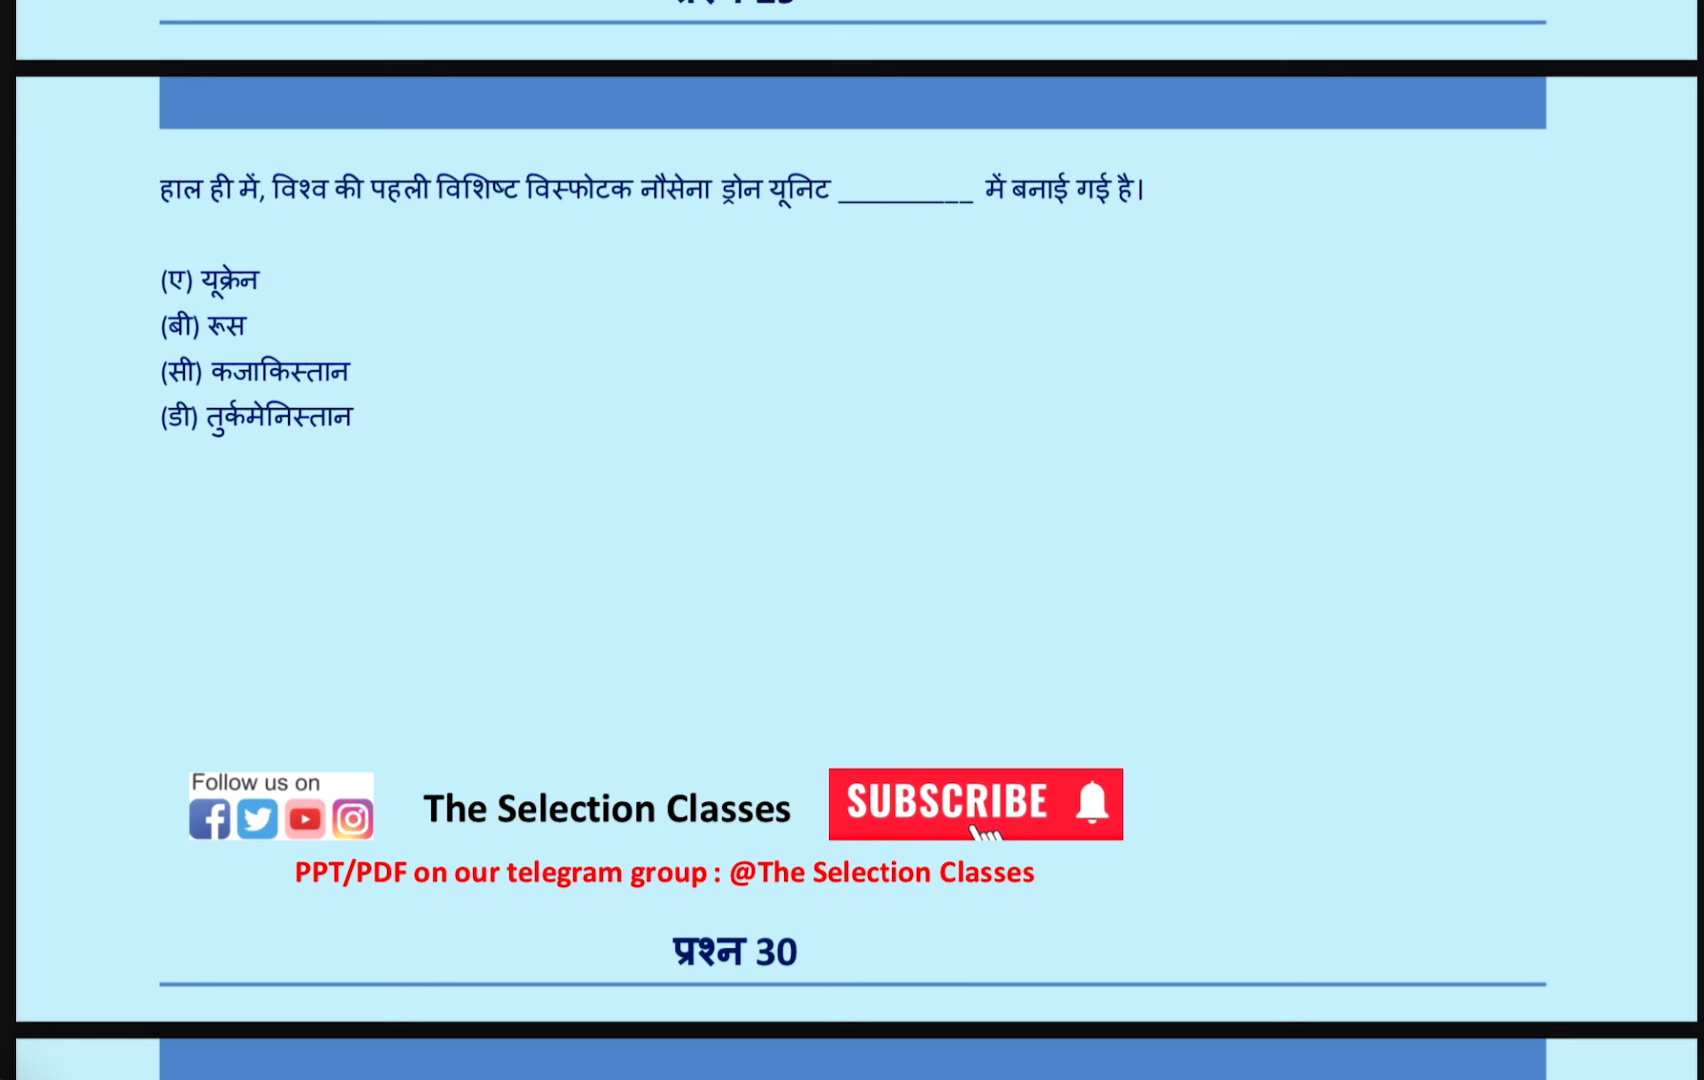 हाल ही में, विश्व की पहली विशिष्ट विस्फोटक नौसेना ड्रोन यूनिट __________ में बनाई गई है।
(ए) यूक्रेन
(बी) रूस
(सी) कजाकिस्तान
(डी) तुर्कमेनिस्तान
Follow us on
The Selection Classes
SUBSCRIBE
PPT/PDF on our telegram group : @The Selection Classes
प्रश्न 30